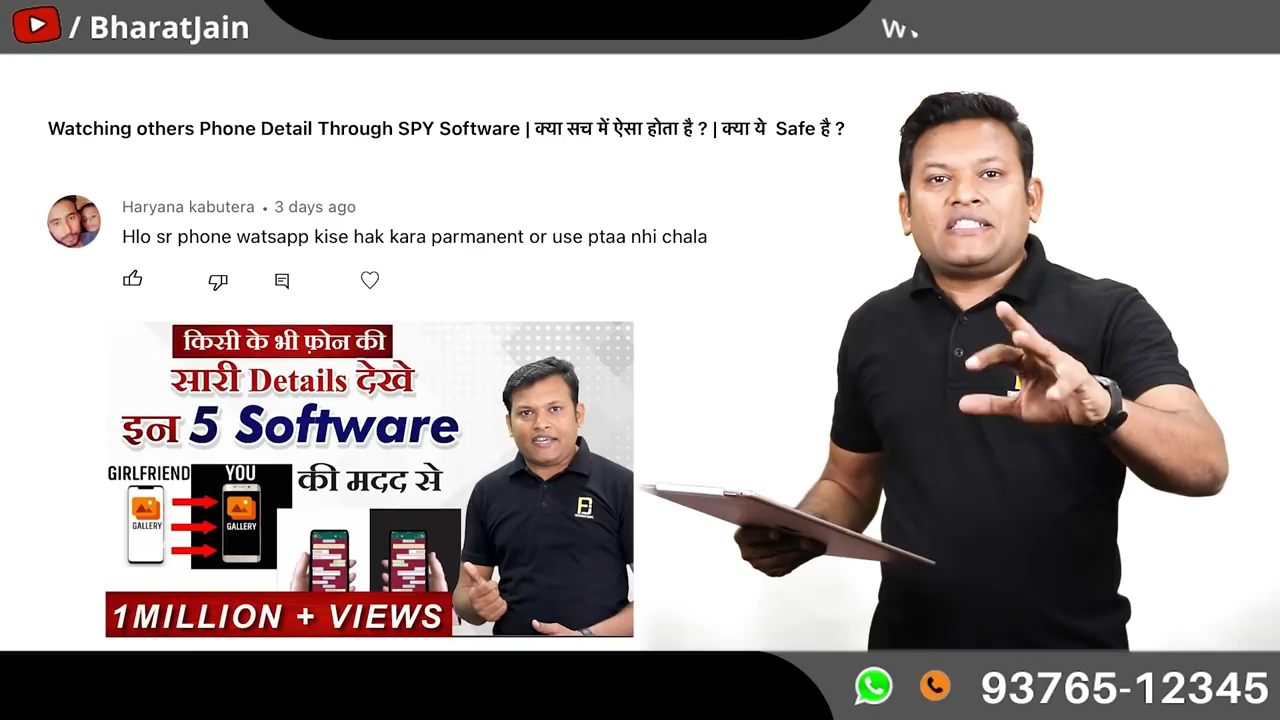 / BharatJain
Watching others Phone Detail Through SPY Software | क्या सच में ऐसा होता है ? | क्या ये Safe है ?
Haryana kabutera • 3 days ago
Hlo sr phone watsapp kise hak kara parmanent or use ptaa nhi chala
किसी के भी फ़ोन की
सारी Details देखे
इन 5 Software
की मदद से
GIRLFRIEND
YOU
GALLERY
GALLERY
1MILLION + VIEWS
93765-12345